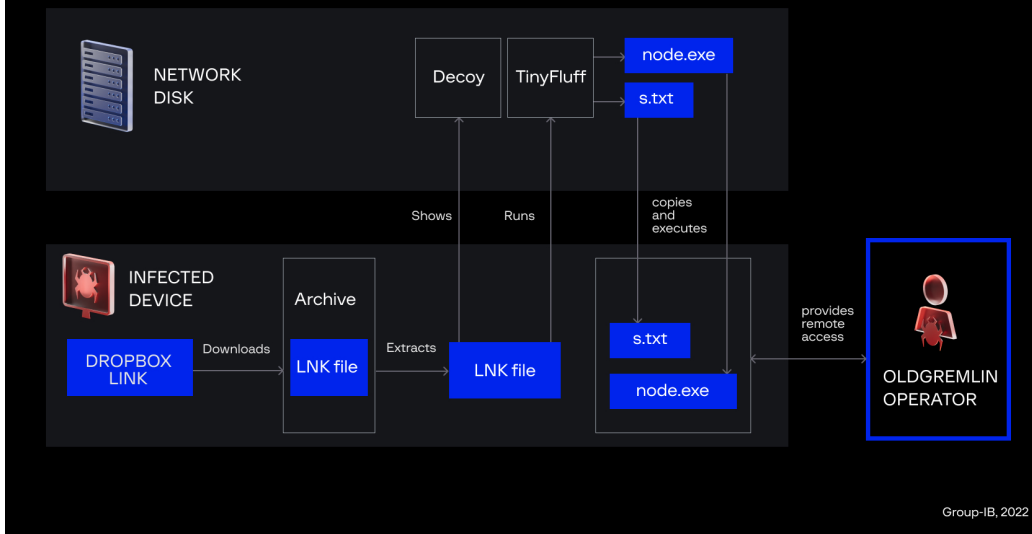 NETWORK
DISK
Decoy
TinyFluff
node.exe
s.txt
Shows
Runs
copies
and
executes
INFECTED
DEVICE
Archive
DROPBOX
LINK
Downloads
LNK file
Extracts
LNK file
s.txt
node.exe
provides
remote
access
OLDGREMLIN
OPERATOR
Group-IB, 2022